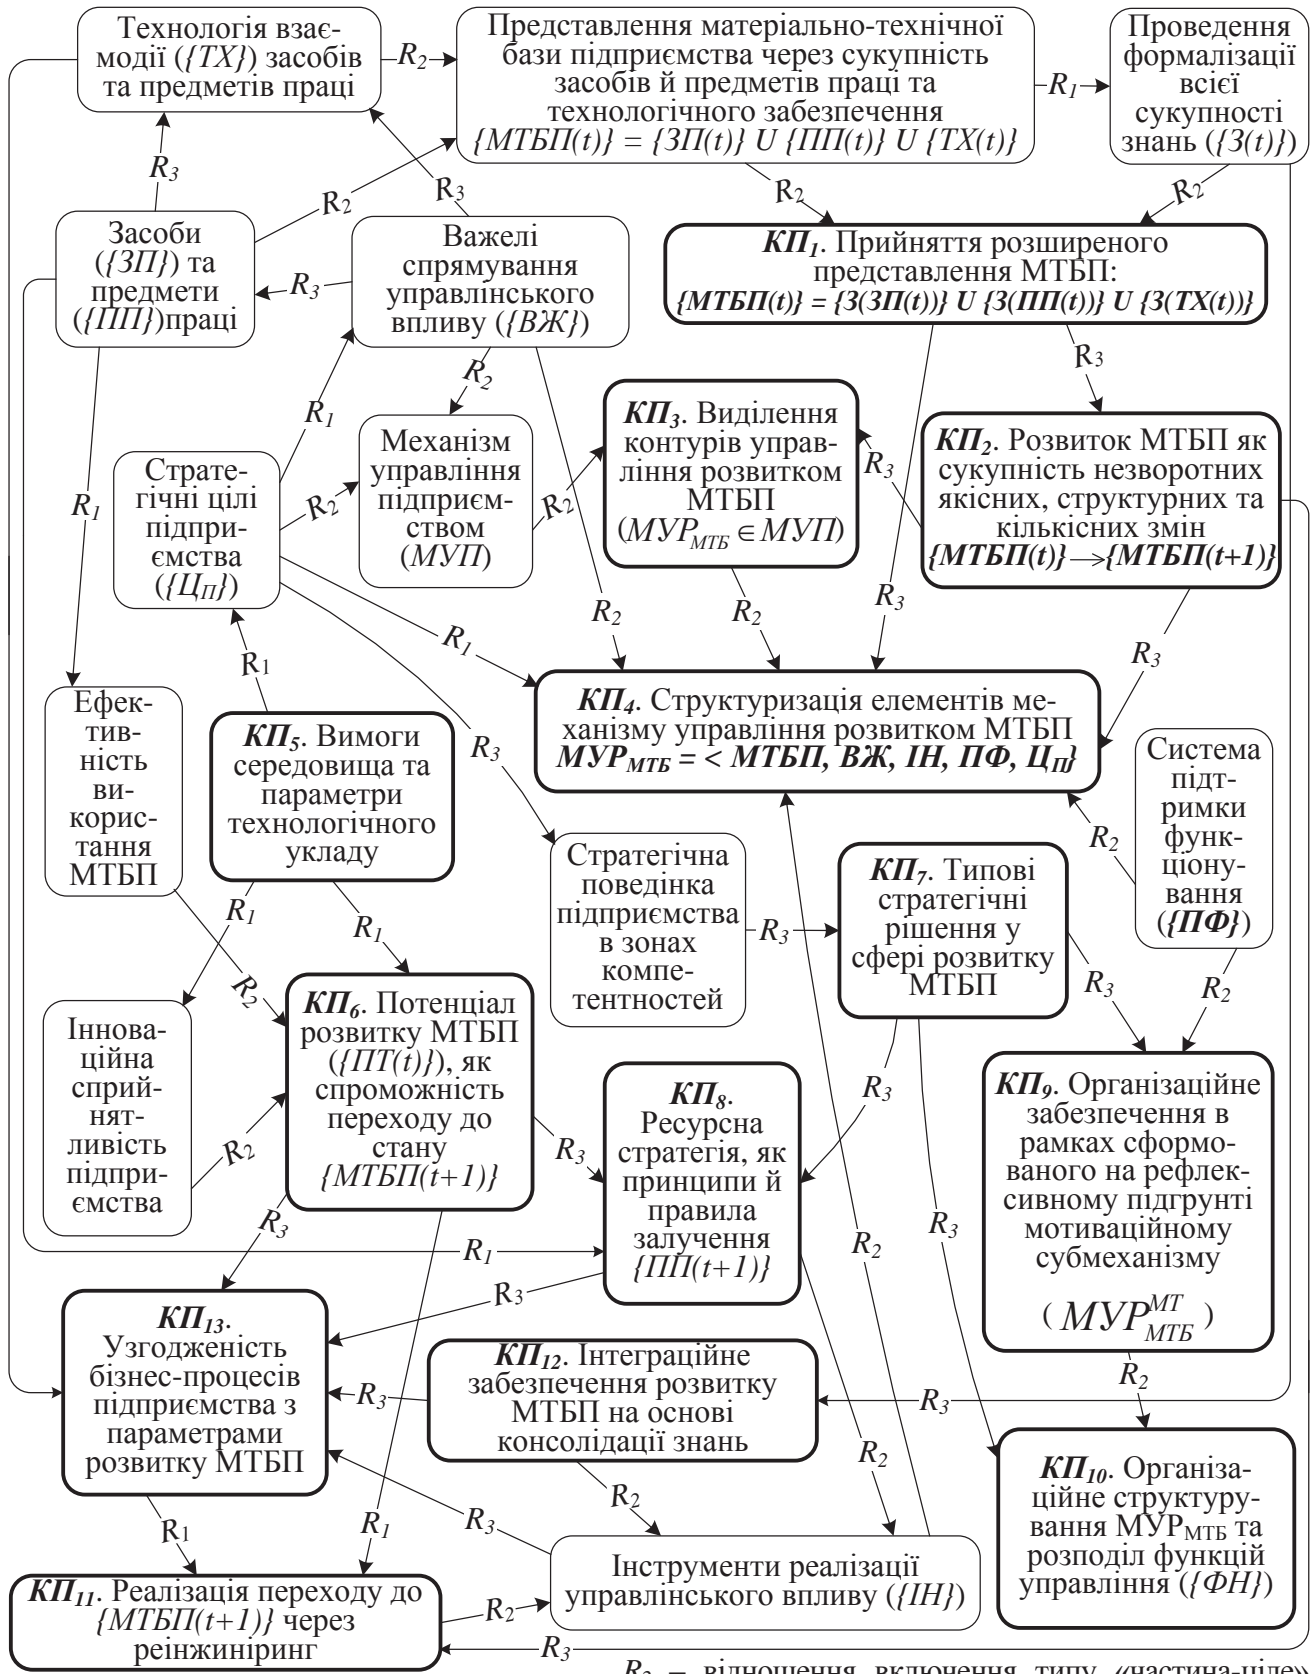 Технологія взає-
модії ({ТХ}) засобів
та предметів праці
R2
Представлення матеріально-технічної
бази підприємства через сукупність
засобів й предметів праці та
технологічного забезпечення
{МТБП(t)} = {ЗП(t)} U {ПП(t)} U {ТХ(t)}
R1
Проведення
формалізації
всієї
сукупності
знань ({З(t)})
R3
R2
R3
R2
R2
Засоби
({ЗП}) та
предмети
({ПП})праці
R3
Важелі
спрямування
управлінського
впливу ({ВЖ})
КП1. Прийняття розширеного
представлення МТБП:
{МТБП(t)} = {З(ЗП(t))} U {З(ПП(t))} U {З(ТХ(t))}
R2
R3
R1
R1
Стратe-
гічні цілі
підпри-
ємства
({ЦП})
R2
Механізм
управління
підприєм-
ством
(МУП)
R2
КП3. Виділення
контурів управ-
ління розвитком
МТБП
(МУРМТБ ∈ МУП)
R3
КП2. Розвиток МТБП як
сукупність незворотних
якісних, структурних та
кількісних змін
{МТБП(t)} → {МТБП(t+1)}
R1
R1
R2
R2
R3
R3
Ефек-
тив-
ність
ви-
корис-
тання
МТБП
КП5. Вимоги
середовища та
параметри
технологічного
укладу
R3
КП4. Структуризація елементів ме-
ханізму управління розвитком МТБП
МУРМТБ = < МТБП, ВЖ, ІН, ПФ, ЦП}
Система
підт-
римки
функ-
ціону-
вання
({ПФ})
R2
R1
R1
R2
Стратегічна
поведінка
підприємства
в зонах
компе-
тентностей
R3
КП7. Типові
стратегічні
рішення у
сфері розвитку
МТБП
R3
R2
Іннова-
ційна
сприй-
нят-
ливість
підпри-
ємства
R2
КП6. Потенціал
розвитку МТБП
({ПТ(t)}), як
спроможність
переходу до
стану
{МТБП(t+1)}
R3
КП8.
Ресурсна
стратегія, як
принципи й
правила
залучення
{ПП(t+1)}
R3
КП9. Організаційне
забезпечення в
рамках сформо-
ваного на рефлек-
сивному підгрунті
мотиваційному
субмеханізму
( МУР МТ МТБ )
R3
R1
R3
R2
R3
КП13.
Узгодженість
бізнес-процесів
підприємства з
параметрами
розвитку МТБП
R3
КП12. Інтеграційне
забезпечення розвитку
МТБП на основі
консолідації знань
R3
R2
R2
R2
R3
R1
R1
КП10. Організа-
ційне структуру-
вання МУРМТБ та
розподіл функцій
управління ({ФН})
КП11. Реалізація переходу до
{МТБП(t+1)} через
реінжиніринг
R2
Інструменти реалізації
управлінського впливу ({ІН})
R3